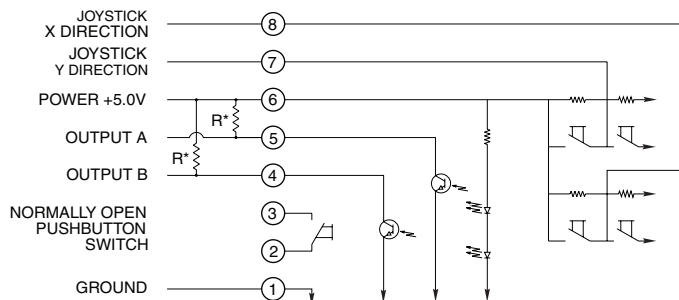 JOYSTICK
X DIRECTION
8
JOYSTICK
Y DIRECTION
7
POWER +5.0V
6
R*
OUTPUT A
5
R*
OUTPUT B
4
NORMALLY OPEN
PUSHBUTTON
SWITCH
3
2
GROUND
1